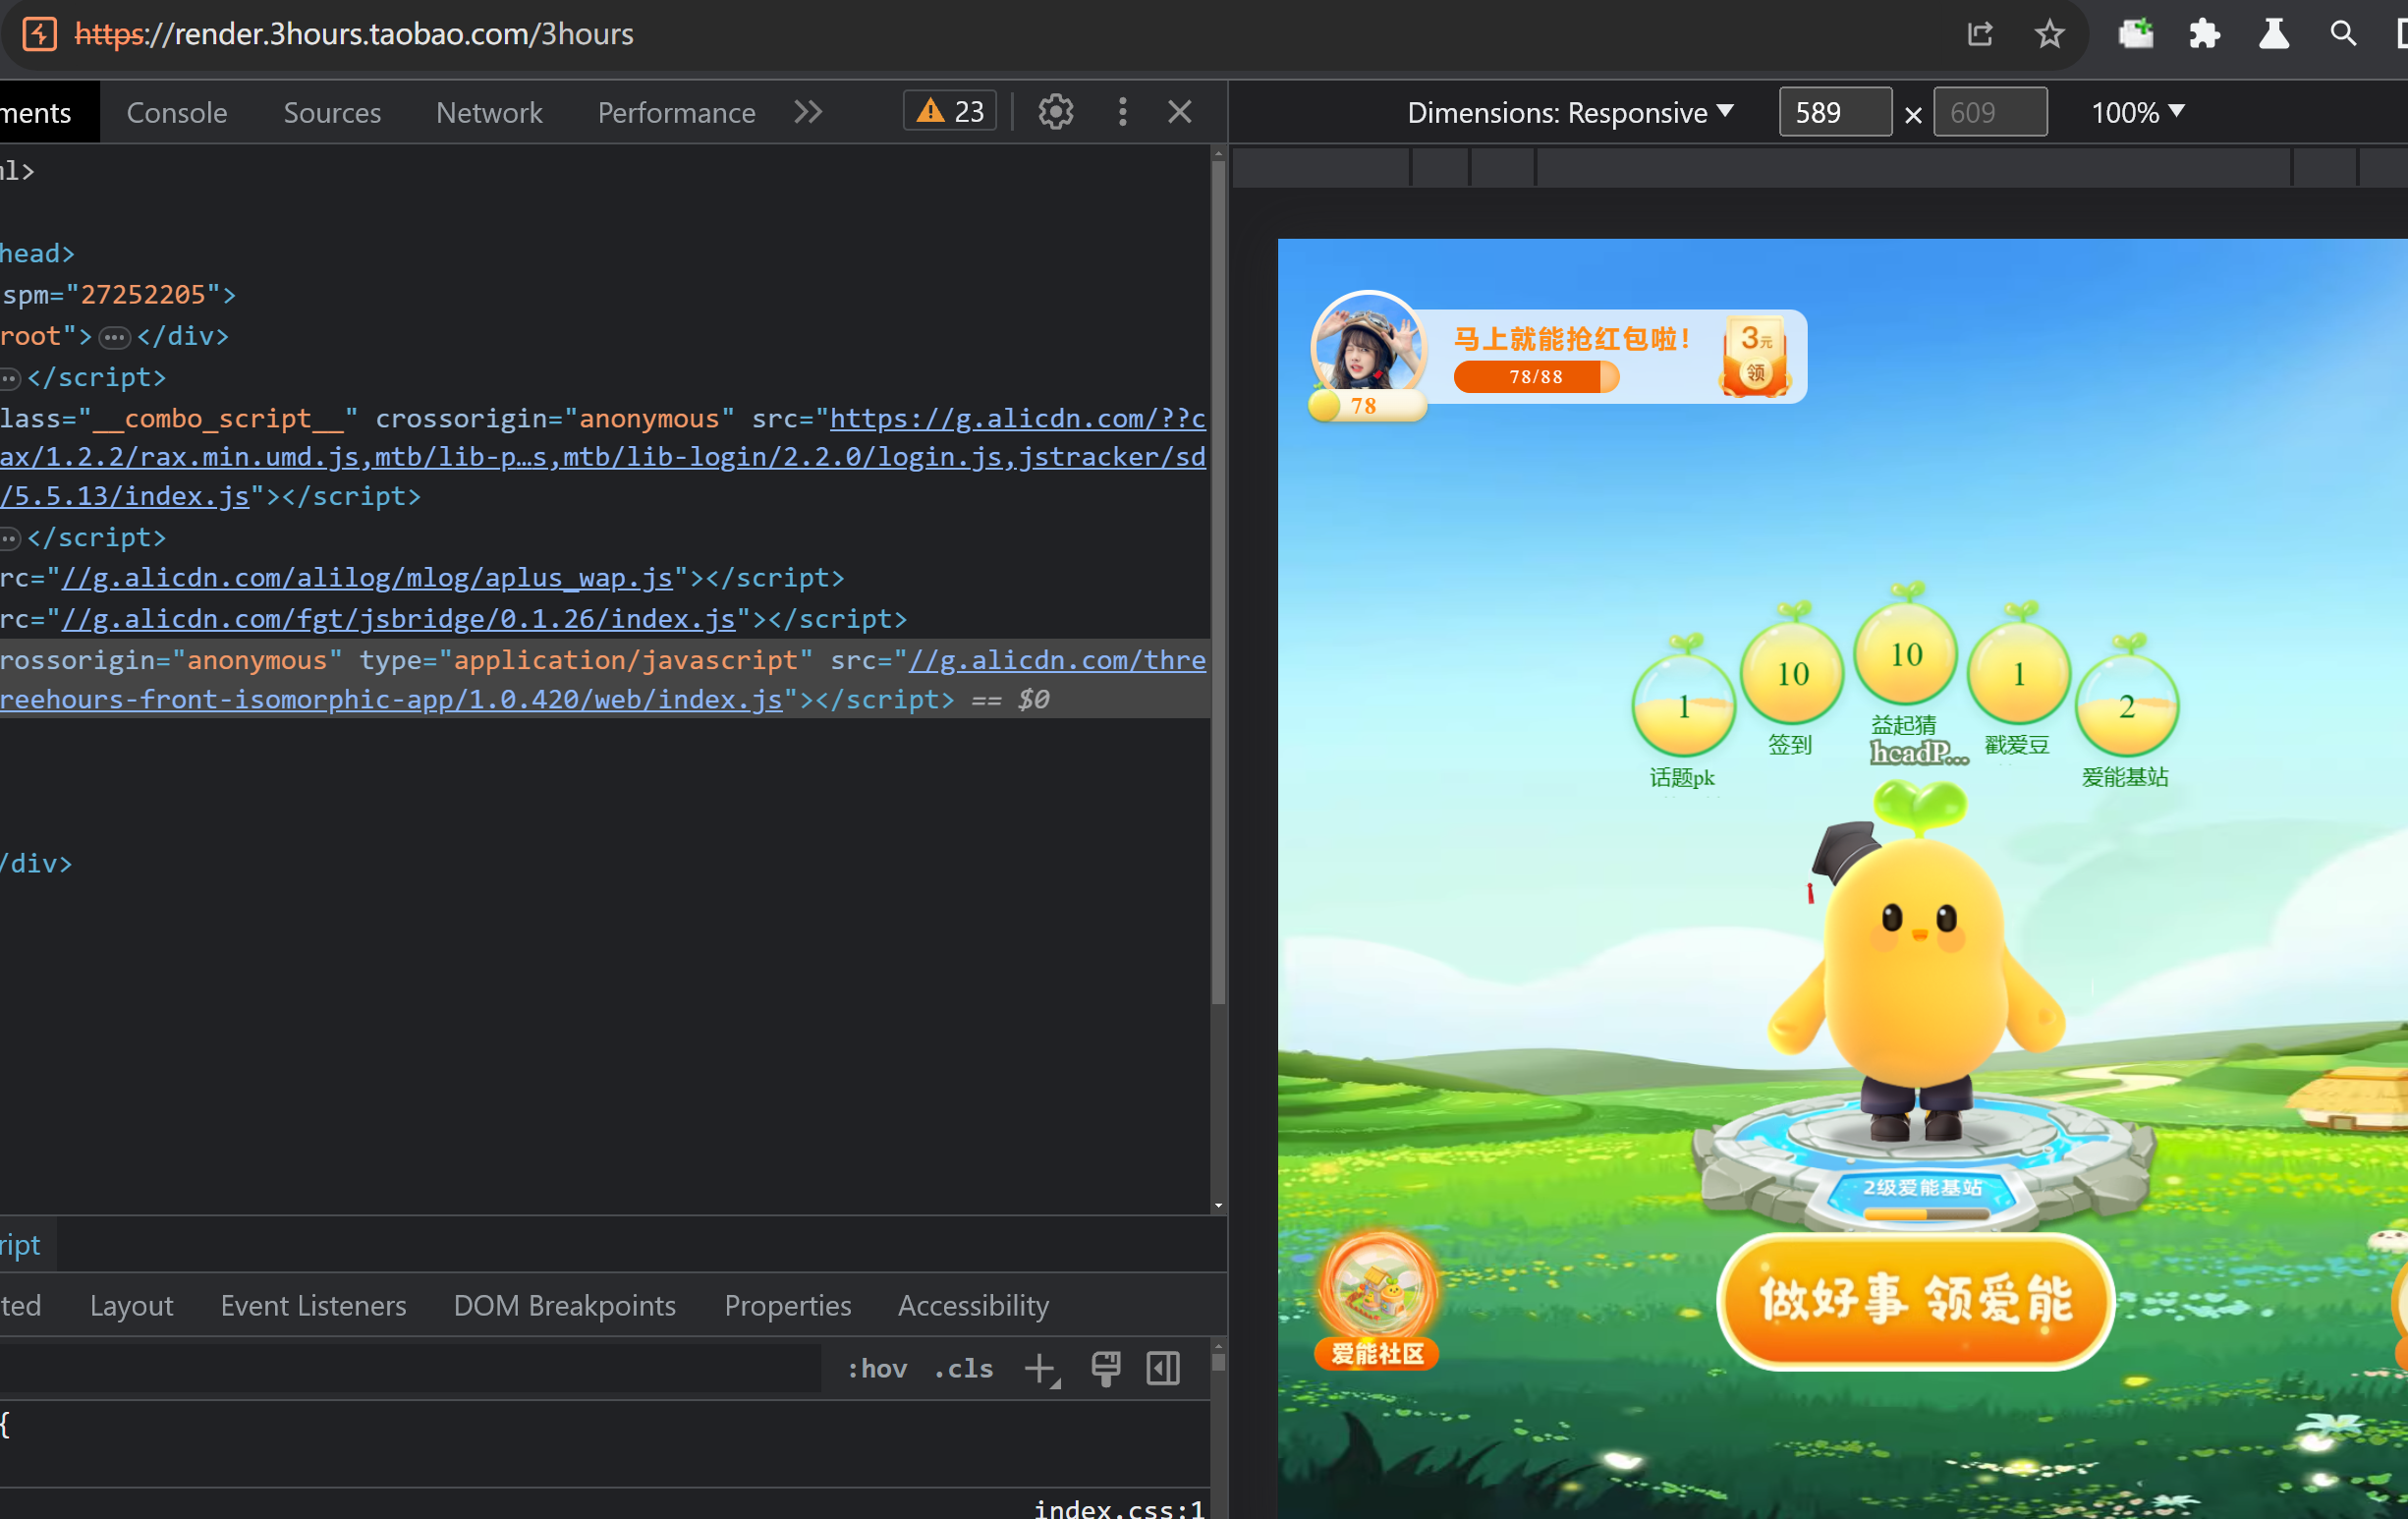 https://render.3hours.taobao.com/3hours
ments Console Sources Network Performance 23
Dimensions: Responsive 589 × 609 100%
ml>
head>
spm="27252205">
root">…</div>
…</script>
lass="__combo_script__" crossorigin="anonymous" src="https://g.alicdn.com/??c
ax/1.2.2/rax.min.umd.js,mtb/lib-p…s,mtb/lib-login/2.2.0/login.js,jstracker/sd
/5.5.13/index.js"></script>
…</script>
rc="//g.alicdn.com/alilog/mlog/aplus_wap.js"></script>
rc="//g.alicdn.com/fgt/jsbridge/0.1.26/index.js"></script>
rossorigin="anonymous" type="application/javascript" src="//g.alicdn.com/thre
reehours-front-isomorphic-app/1.0.420/web/index.js"></script> == $0
/div>
ript
ted Layout Event Listeners DOM Breakpoints Properties Accessibility
:hov .cls
{
index.css:1
马上就能抢红包啦！
78/88
3元
领
78
1
10
10
1
2
话题pk
签到
益起猜
戳爱豆
爱能基站
headP...
2级爱能基站
做好事 领爱能
爱能社区